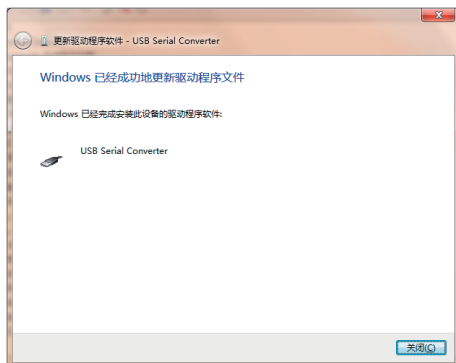 更新驱动程序软件 - USB Serial Converter
Windows 已经成功地更新驱动程序文件
Windows 已经完成安装此设备的驱动程序软件:
USB Serial Converter
关闭(C)